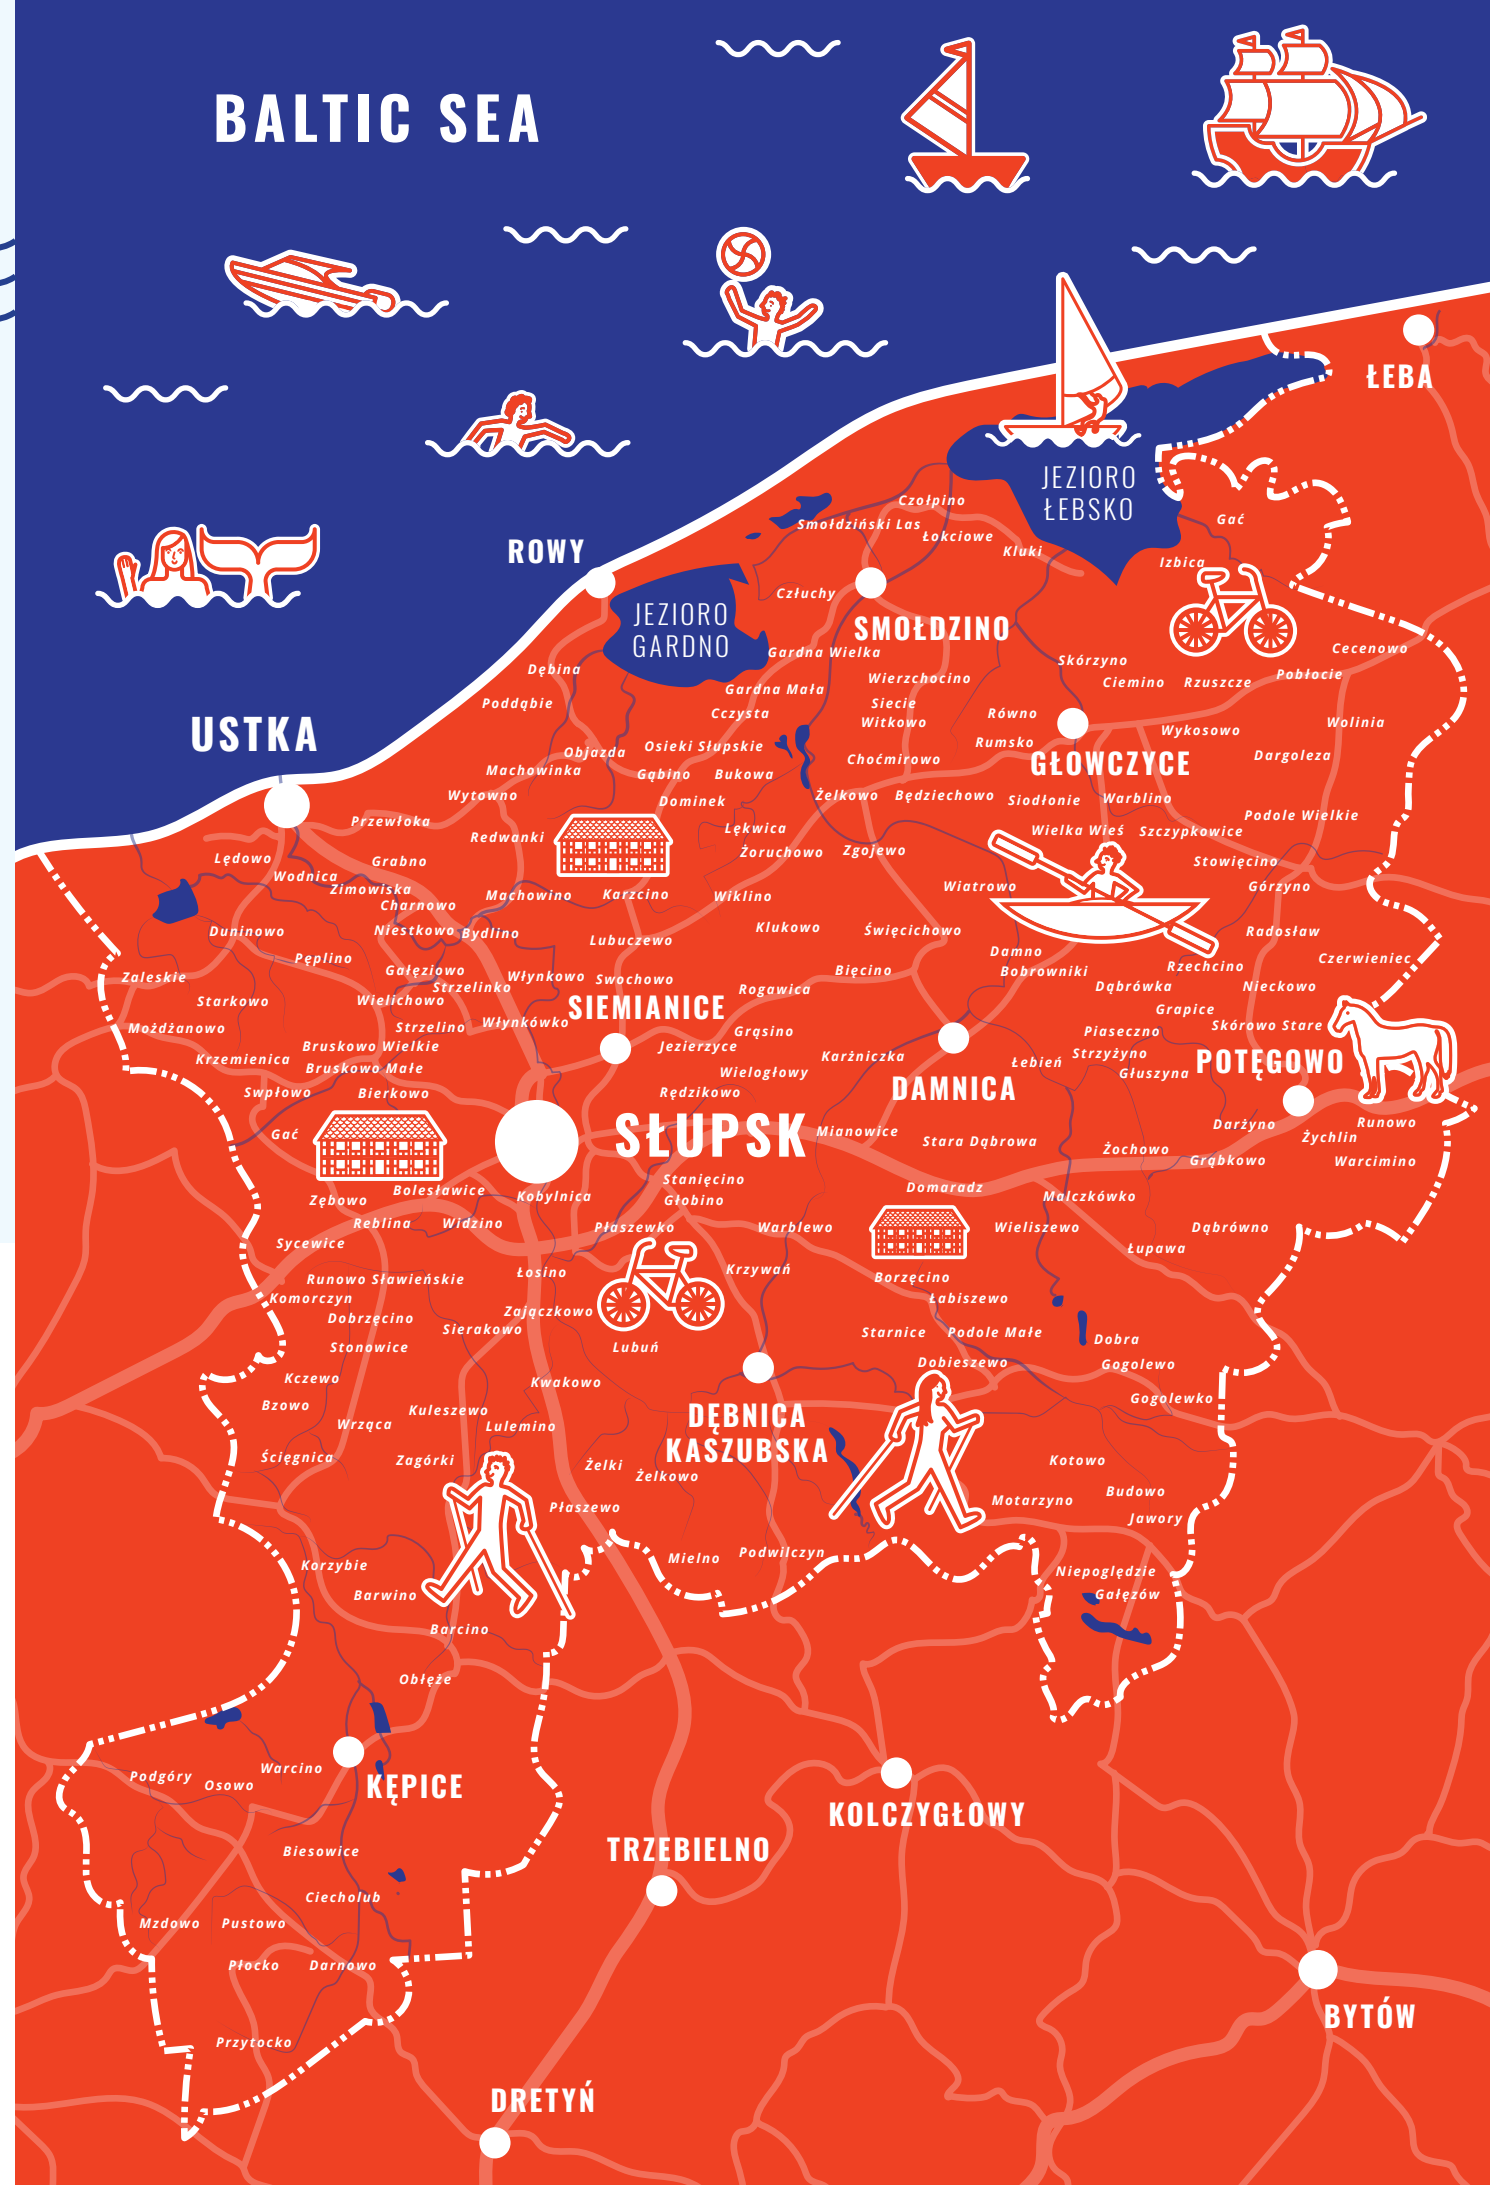 BALTIC SEA
ŁEBA
JEZIORO
ŁEBSKO
Czołpino
Smołdziński Las
Łokciowe
Kluki
Gać
Izbica
ROWY
JEZIORO
GARDNO
Człuchy
SMOŁDZINO
Gardna Wielka
Dębina
Poddąbie
Gardna Mała
Cczysta
Wierzchocino
Siecie
Witkowo
Skórzyno
Ciemino
Rzuszcze
Pobłocie
Cecenowo
Równo
Rumsko
Wykosowo
Wolinia
Dargoleza
GŁOWCZYCE
USTKA
Objazda
Osieki Słupskie
Machowinka
Gąbino
Bukowa
Choćmirowo
Wytowno
Dominek
Żelkowo
Będziechowo
Siodłonie
Warblino
Przewłoka
Redwanki
Lękwica
Żoruchowo
Zgojewo
Wielka Wieś
Szczypkowice
Podole Wielkie
Lędowo
Grabno
Wodnica
Zimowiska
Charnowo
Machowino
Karzcino
Wiklino
Wiatrowo
Stowięcino
Górzyno
Duninowo
Niestkowo
Bydlino
Lubuczewo
Klukowo
Święcichowo
Radosław
Pęplino
Damno
Bobrowniki
Rzechcino
Czerwieniec
Zaleskie
Gałęziowo
Strzelinko
Włynkowo
Swochowo
Rogawica
Bięcino
Dąbrówka
Nieckowo
Starkowo
Wielichowo
SIEMIANICE
Grapice
Możdżanowo
Strzelino
Włynkówko
Grąsino
Piaseczno
Skórowo Stare
Bruskowo Wielkie
Jezierzyce
Karżniczka
Łebień
Strzyżyno
POTĘGOWO
Krzemienica
Bruskowo Małe
Wielogłowy
DAMNICA
Głuszyna
Swpłowo
Bierkowo
Rędzikowo
Gać
SŁUPSK
Mianowice
Stara Dąbrowa
Darżyno
Runowo
Żychlin
Żochowo
Grąbkowo
Warcimino
Stanięcino
Głobino
Zębowo
Bolesławice
Kobylnica
Domaradz
Malczkówko
Reblina
Widzino
Płaszewko
Warblewo
Wieliszewo
Dąbrówno
Sycewice
Łupawa
Runowo Sławieńskie
Łosino
Krzywań
Borzęcino
Komorczyn
Łabiszewo
Dobrzęcino
Zajączkowo
Sierakowo
Stonowice
Lubuń
Starnice
Podole Małe
Dobra
Kczewo
Kwakowo
Dobieszewo
Gogolewo
Bzowo
Kuleszewo
Gogolewko
Wrząca
Lulemino
DĘBNICA
KASZUBSKA
Ścięgnica
Zagórki
Żelki
Żelkowo
Kotowo
Płaszewo
Motarzyno
Budowo
Jawory
Korzybie
Mielno
Podwilczyn
Niepoględzie
Barwino
Gałęzów
Barcino
Obłęże
Warcino
Podgóry
Osowo
KĘPICE
KOLCZYGŁOWY
Biesowice
TRZEBIELNO
Ciecholub
Mzdowo
Pustowo
Płocko
Darnowo
BYTÓW
Przytocko
DRETYŃ